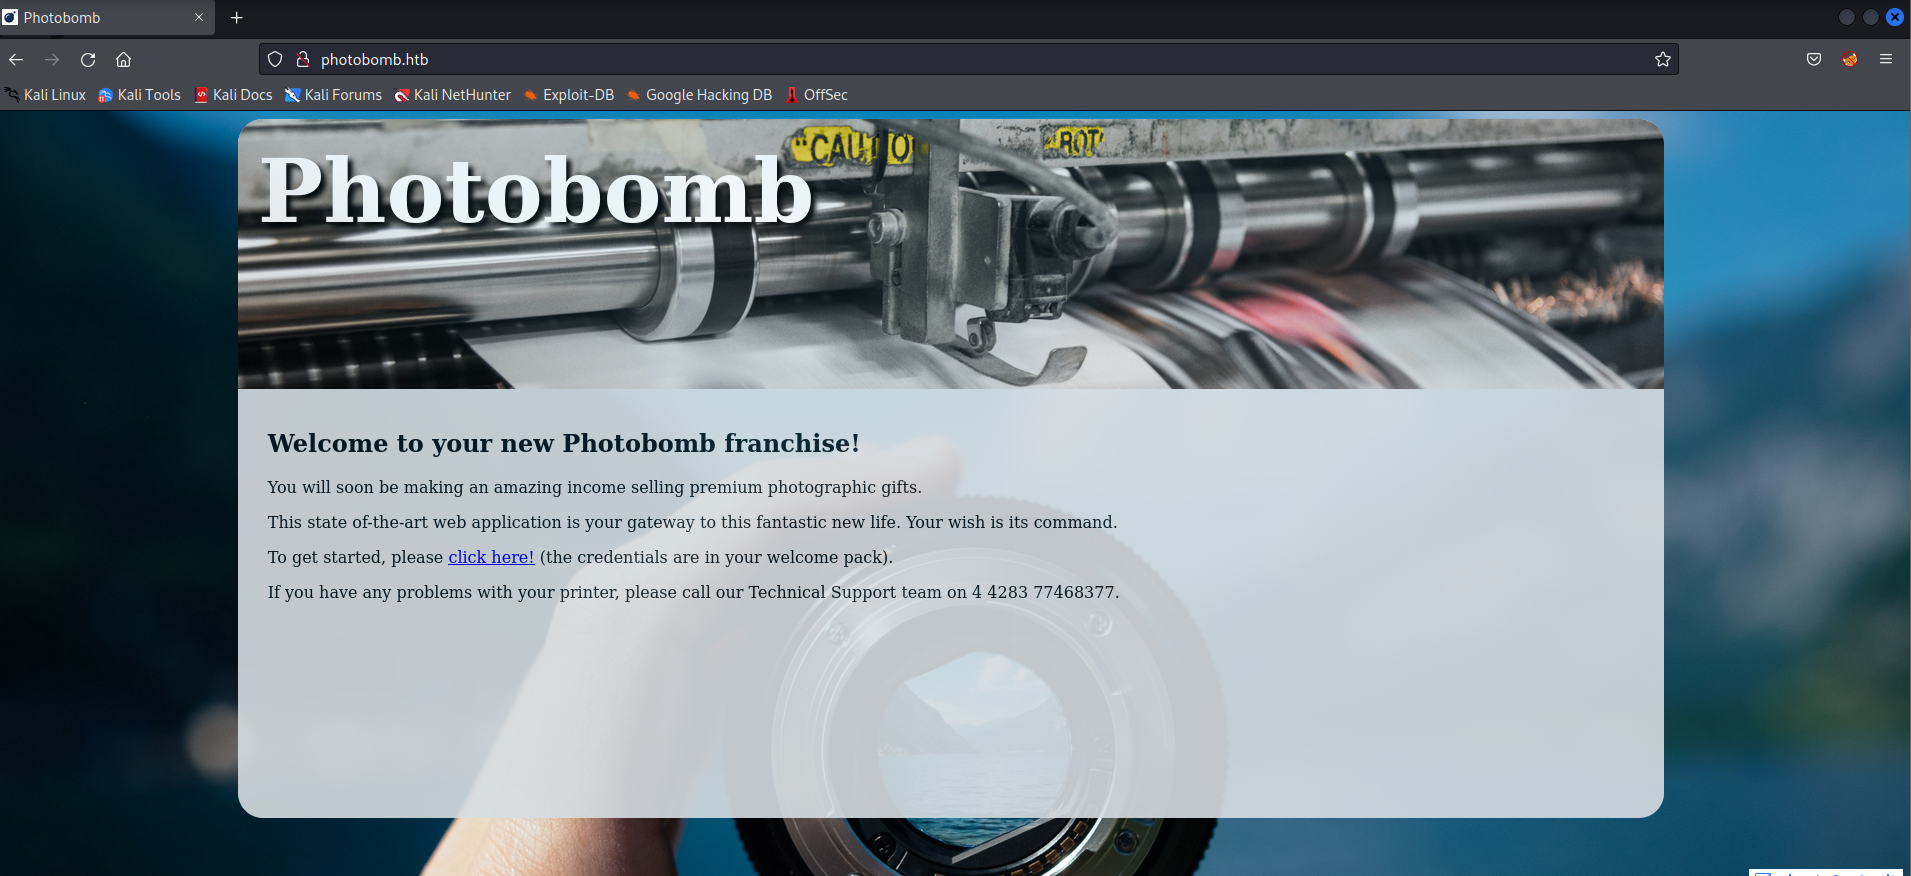 Photobomb
photobomb.htb
Kali Linux Kali Tools Kali Docs Kali Forums Kali NetHunter Exploit-DB Google Hacking DB OffSec
"CAUTIO
ROT
Photobomb
Welcome to your new Photobomb franchise!
You will soon be making an amazing income selling premium photographic gifts.
This state of-the-art web application is your gateway to this fantastic new life. Your wish is its command.
To get started, please click here! (the credentials are in your welcome pack).
If you have any problems with your printer, please call our Technical Support team on 4 4283 77468377.